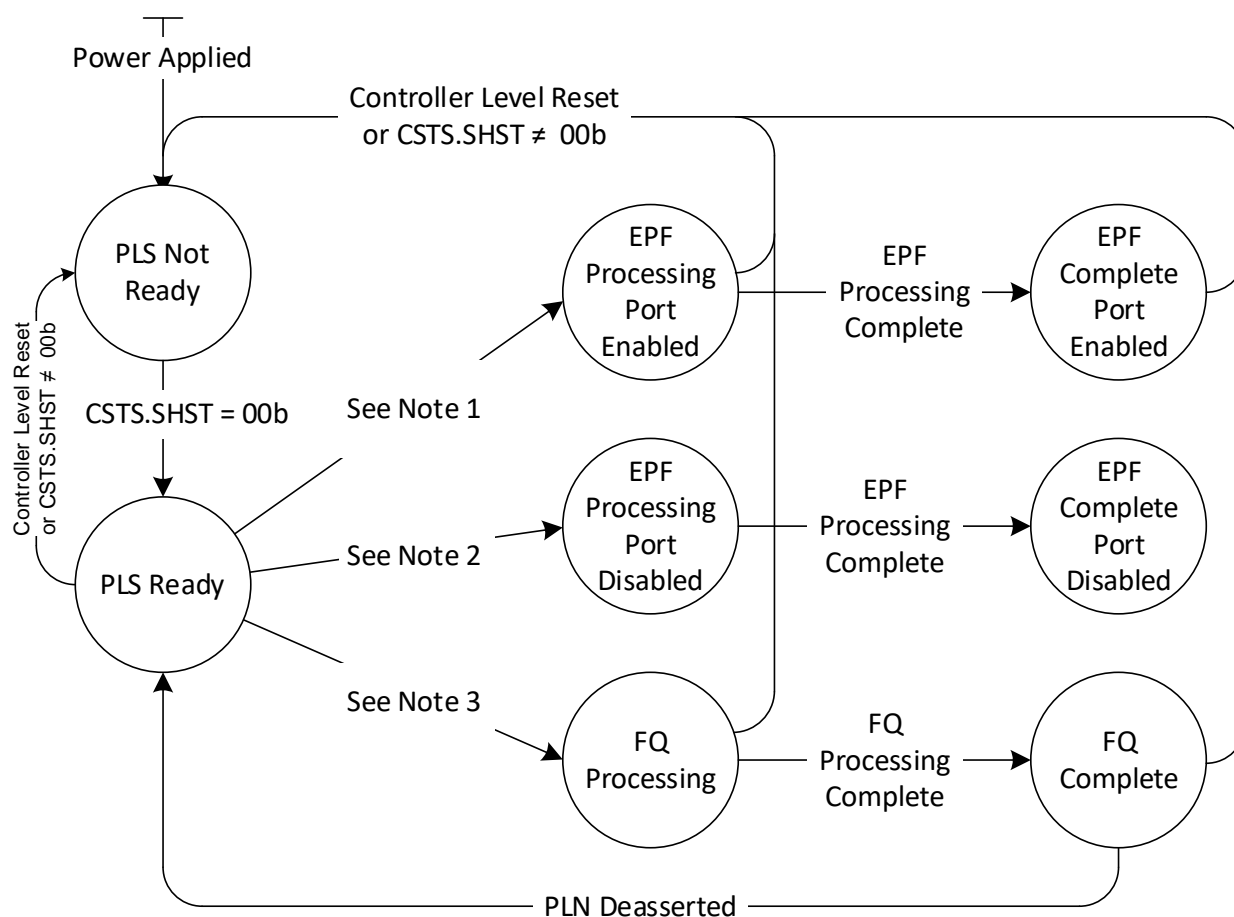 Power Applied
Controller Level Reset
or CSTS.SHST ≠ 00b
PLS Not
Ready
EPF
Processing
Port
Enabled
EPF
Processing
Complete
EPF
Complete
Port
Enabled
Controller Level Reset
or CSTS.SHST ≠ 00b
CSTS.SHST = 00b
See Note 1
PLS Ready
See Note 2
EPF
Processing
Port
Disabled
EPF
Processing
Complete
EPF
Complete
Port
Disabled
See Note 3
FQ
Processing
FQ
Processing
Complete
FQ
Complete
PLN Deasserted